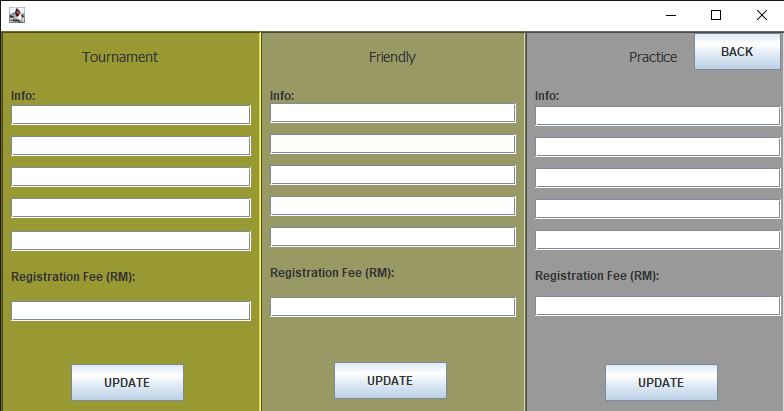 Tournament
Info:
Registration Fee (RM):
UPDATE
Friendly
Info:
Registration Fee (RM):
UPDATE
Practice
BACK
Info:
Registration Fee (RM):
UPDATE